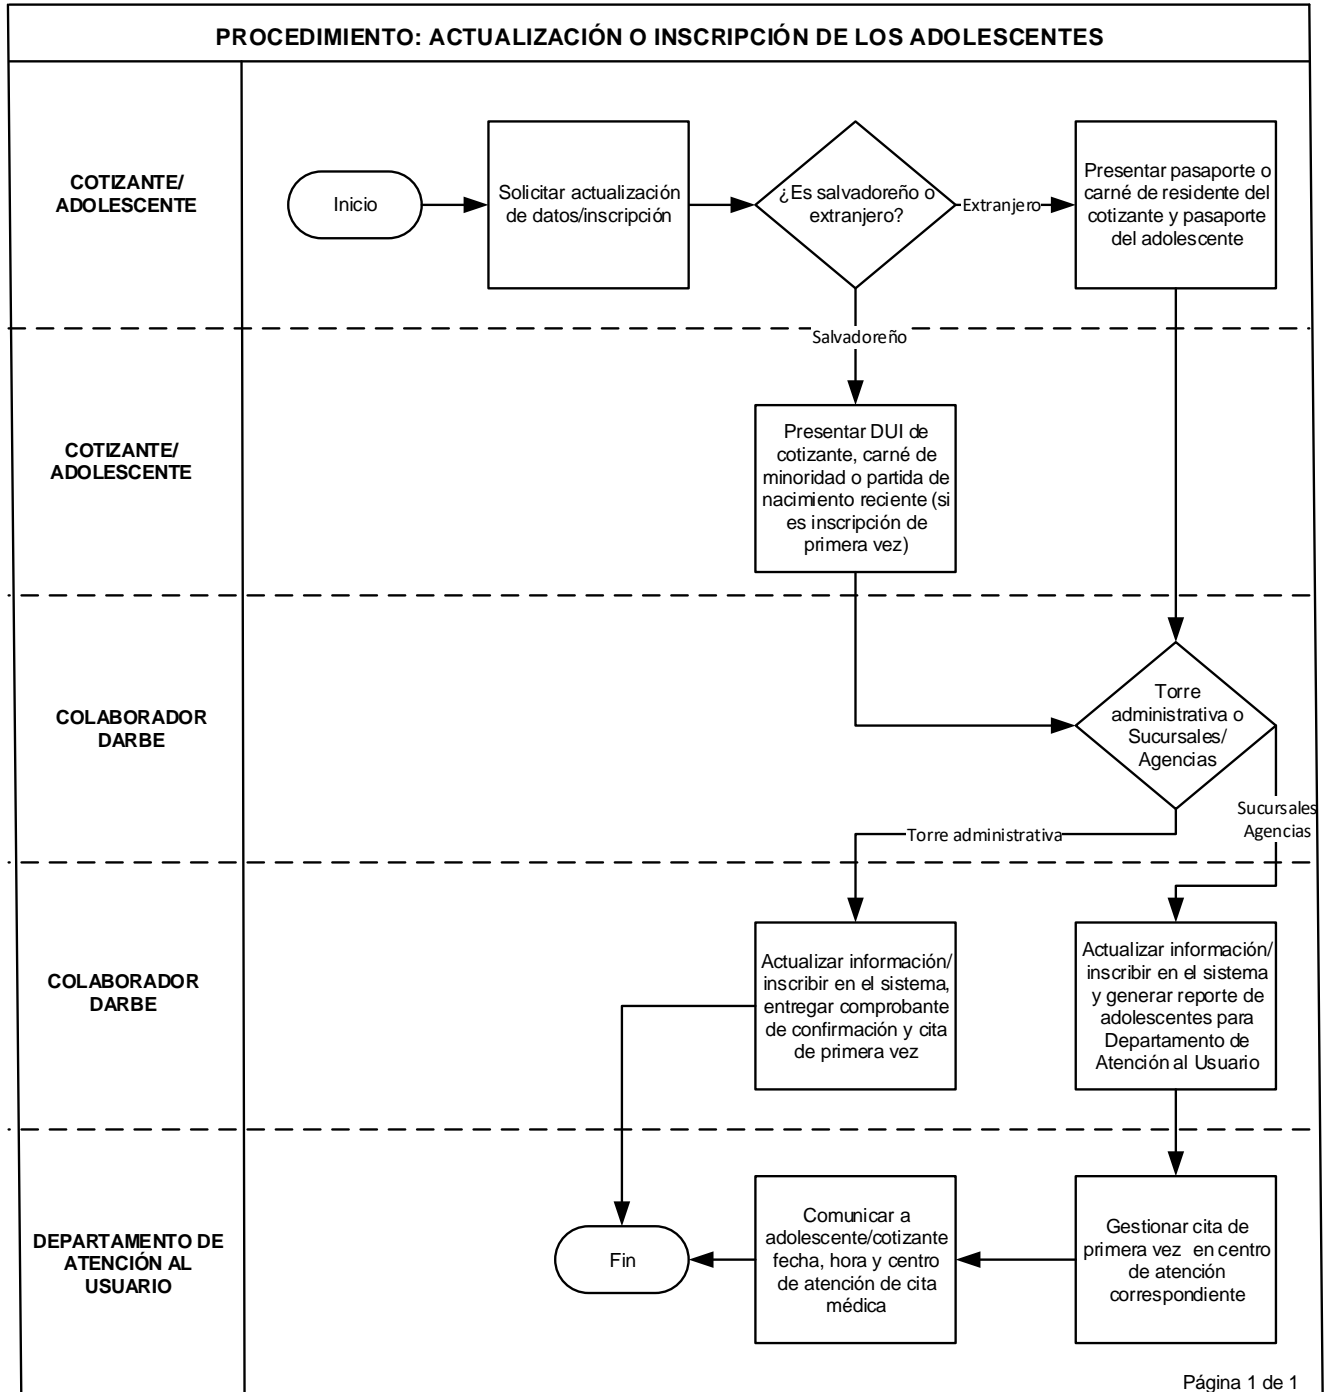 PROCEDIMIENTO: ACTUALIZACIÓN O INSCRIPCIÓN DE LOS ADOLESCENTES
COTIZANTE/
ADOLESCENTE
Inicio
Solicitar actualización
de datos/inscripción
¿Es salvadoreño o
extranjero?
Extranjero
Presentar pasaporte o
carné de residente del
cotizante y pasaporte
del adolescente
Salvadoreño
COTIZANTE/
ADOLESCENTE
Presentar DUI de
cotizante, carné de
minoridad o partida de
nacimiento reciente (si
es inscripción de
primera vez)
COLABORADOR
DARBE
Torre
administrativa o
Sucursales/
Agencias
Sucursales
Agencias
Torre administrativa
COLABORADOR
DARBE
Actualizar información/
inscribir en el sistema,
entregar comprobante
de confirmación y cita
de primera vez
Actualizar información/
inscribir en el sistema
y generar reporte de
adolescentes para
Departamento de
Atención al Usuario
DEPARTAMENTO DE
ATENCIÓN AL
USUARIO
Fin
Comunicar a
adolescente/cotizante
fecha, hora y centro
de atención de cita
médica
Gestionar cita de
primera vez en centro
de atención
correspondiente
Página 1 de 1